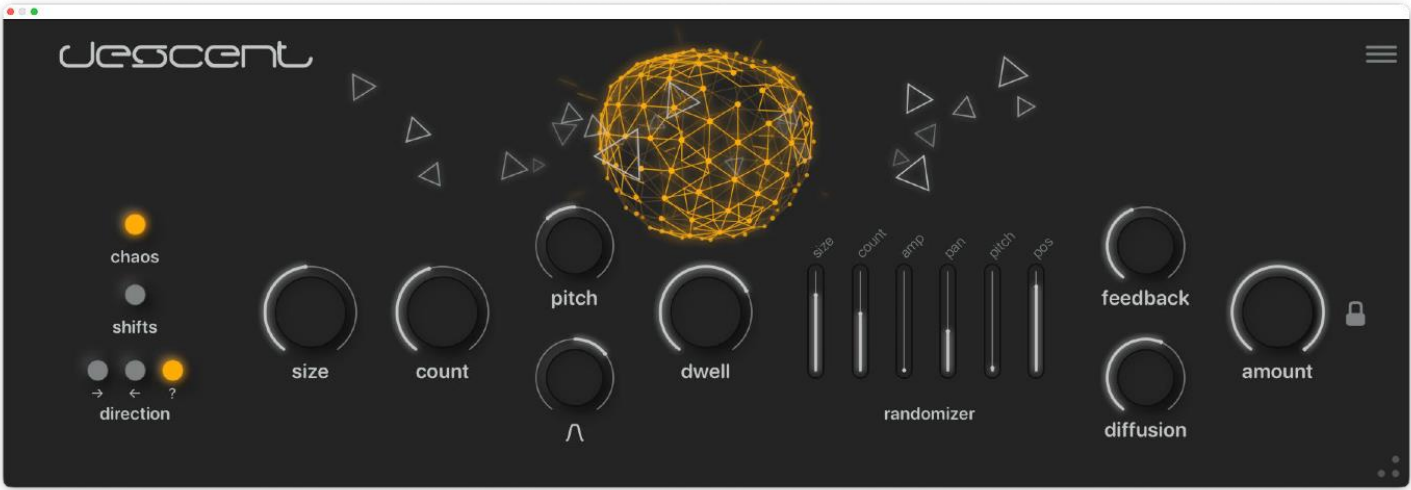 descent
size
count
amp
pan
pitch
pos
chaos
pitch
feedback
shifts
size
count
dwell
amount
→ ← ?
direction
randomizer
diffusion